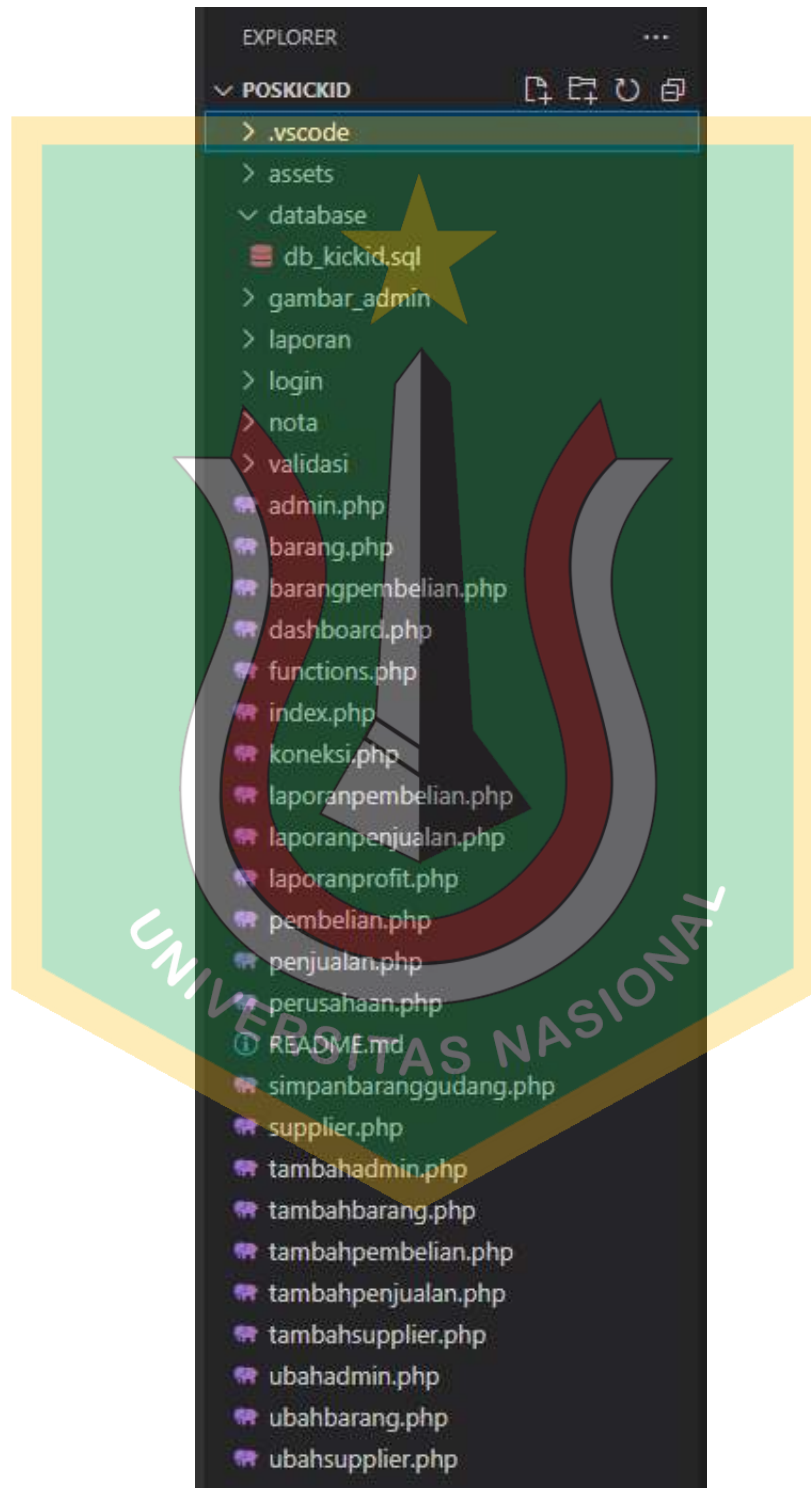 EXPLORER
POSKICKID
.vscode
assets
database
db_kickid.sql
gambar_admin
laporan
login
nota
validasi
admin.php
barang.php
barangpembelian.php
dashboard.php
functions.php
index.php
koneksi.php
laporanpembelian.php
laporanpenjualan.php
laporanprofit.php
pembelian.php
penjualan.php
perusahaan.php
README.md
simpanbaranggudang.php
supplier.php
tambahadmin.php
tambahbarang.php
tambahpembelian.php
tambahpenjualan.php
tambahsupplier.php
ubahadmin.php
ubahbarang.php
ubahsupplier.php
UNIVERSITAS NASIONAL